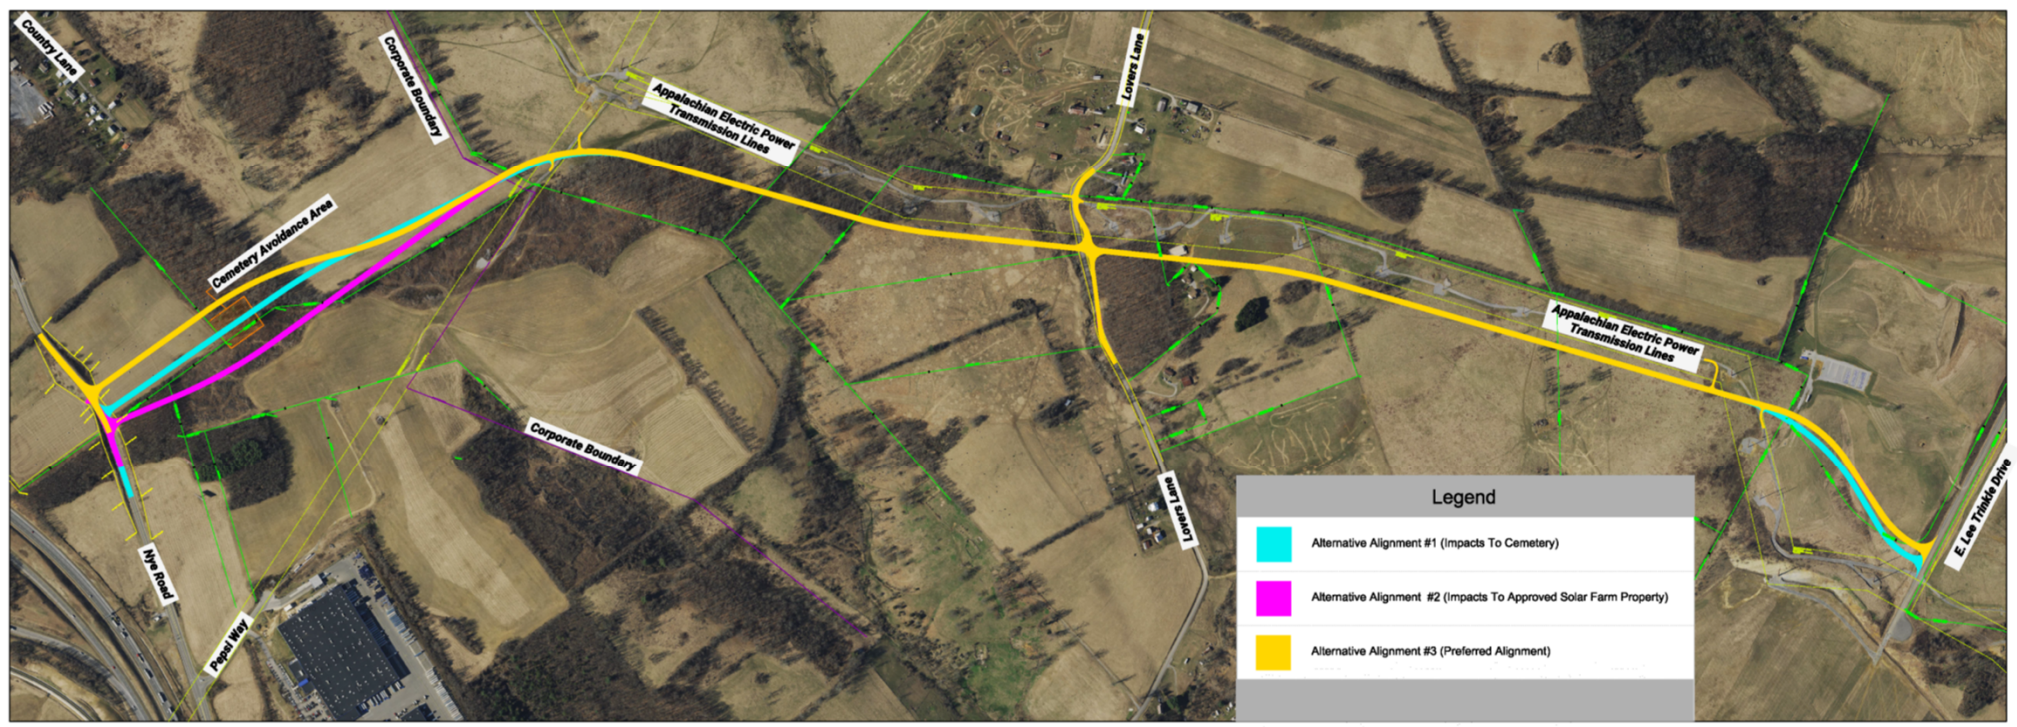 Country Lane
Corporate
Boundary
Appalachian Electric Power
Transmission Lines
Lovers Lane
Cemetery Avoidance Area
Appalachian Electric Power
Transmission Lines
Corporate Boundary
Lovers Lane
E. Lee Trinkle Drive
Nye Road
Pepsi Way
Legend
Alternative Alignment #1 (Impacts To Cemetery)
Alternative Alignment #2 (Impacts To Approved Solar Farm Property)
Alternative Alignment #3 (Preferred Alignment)